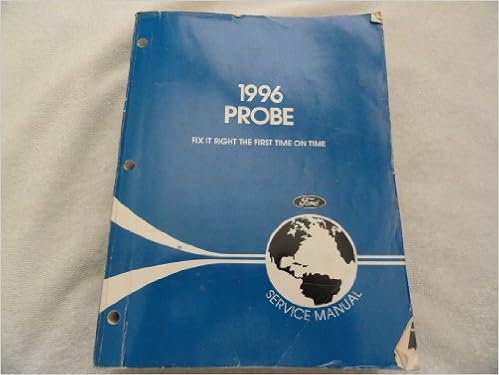 1996
PROBE
FIX IT RIGHT THE FIRST TIME ON TIME
Ford
SERVICE MANUAL